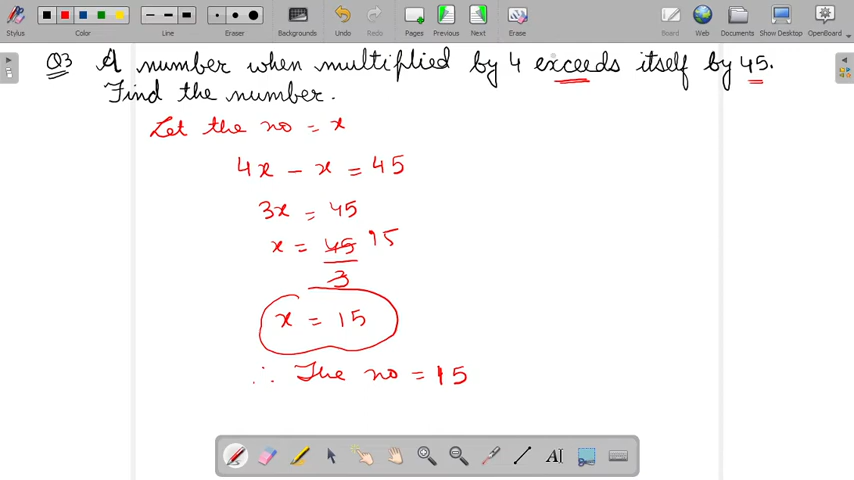 Stylus
Color
Line
Eraser
Backgrounds
Undo
Redo
Pages
Previous
Next
Erase
Board
Web
Documents
Show Desktop
OpenBoard
Q3 A number when multiplied by 4 exceeds itself by 45.
Find the number.
Let the no = x
4x - x = 45
3x = 45
x = 45 15
3
x = 15
∴ The no = 15